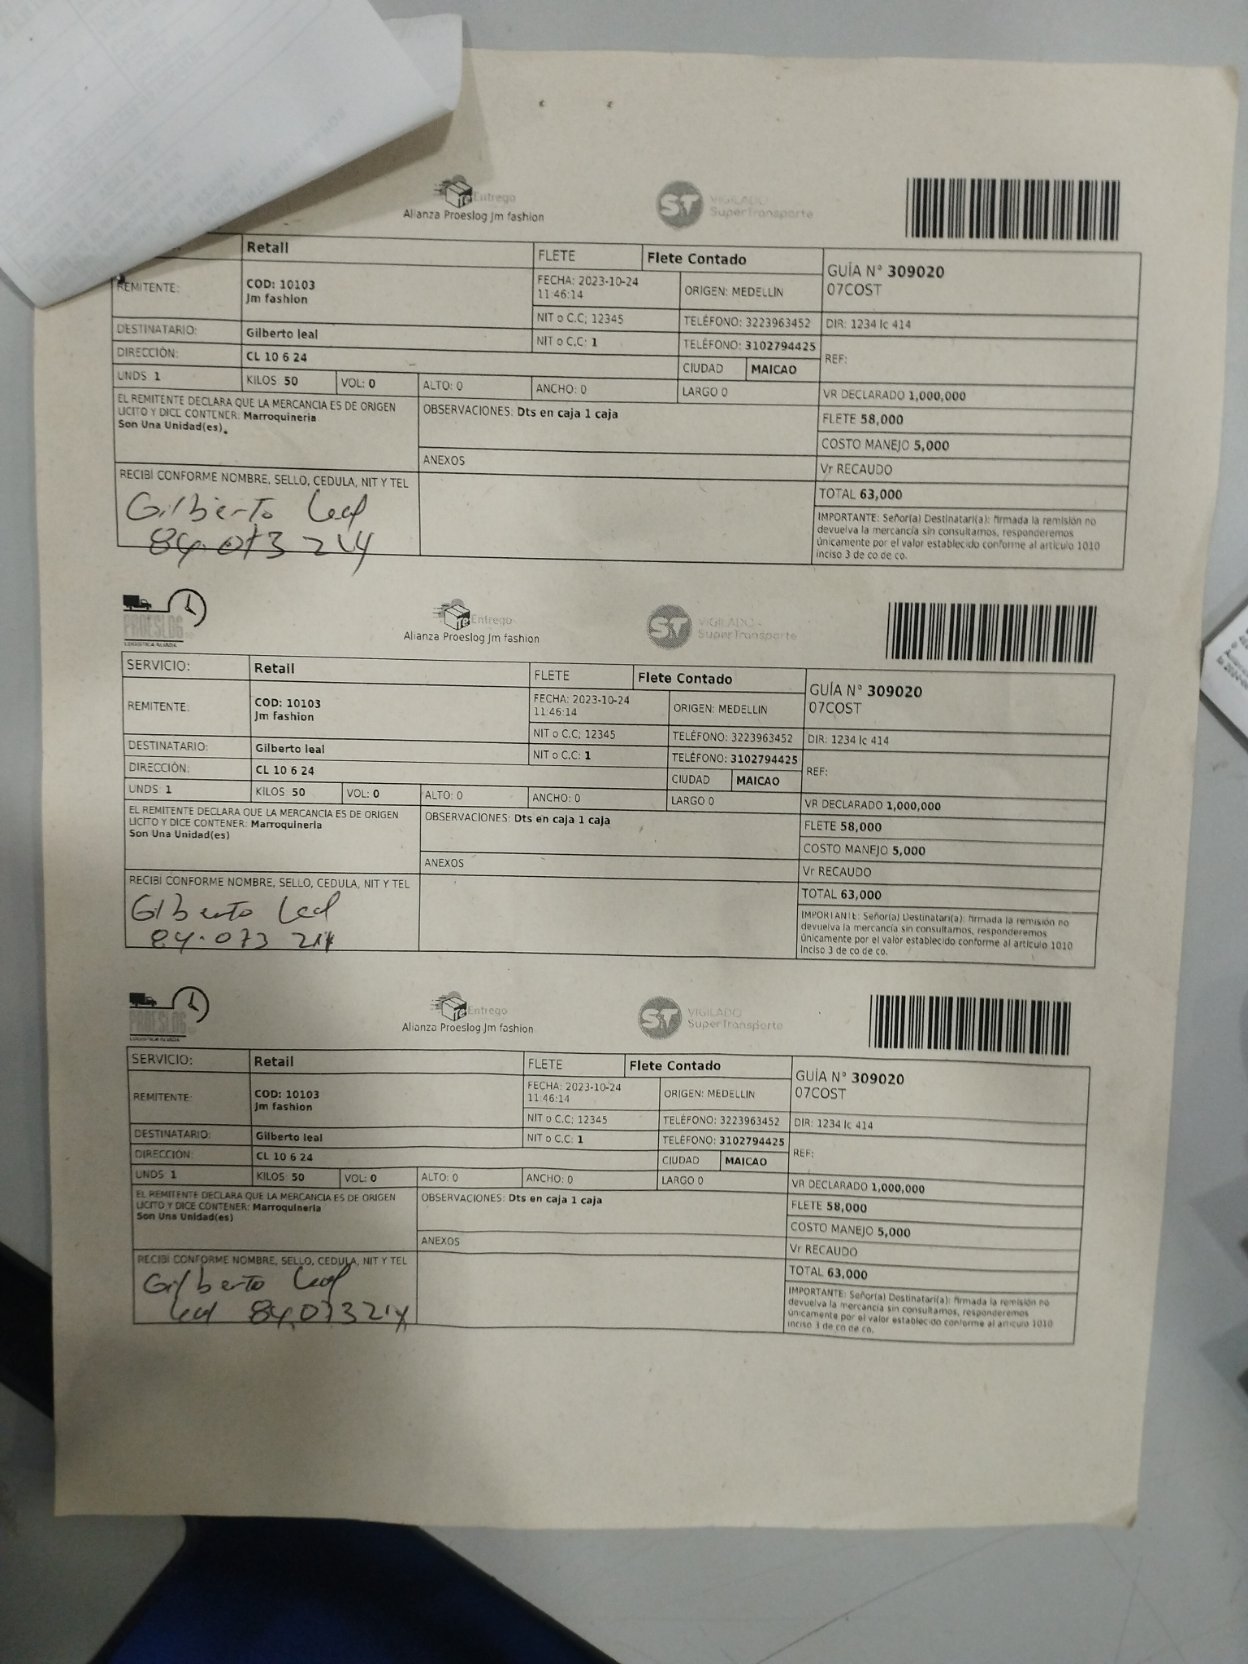 Entrego
Alianza Proeslog Jm fashion
ST VIGILADO
SuperTransporte
Retail FLETE Flete Contado GUÍA N° 309020
07COST
REMITENTE: COD: 10103
Jm fashion
FECHA: 2023-10-24
11:46:14
ORIGEN: MEDELLIN
NIT o C.C; 12345 TELÉFONO: 3223963452 DIR: 1234 lc 414
DESTINATARIO: Gilberto leal NIT o C.C: 1 TELÉFONO: 3102794425 REF:
DIRECCIÓN: CL 10 6 24 CIUDAD MAICAO
UNDS 1 KILOS 50 VOL: 0 ALTO: 0 ANCHO: 0 LARGO 0 VR DECLARADO 1,000,000
EL REMITENTE DECLARA QUE LA MERCANCIA ES DE ORIGEN
LICITO Y DICE CONTENER: Marroquineria
Son Una Unidad(es)
OBSERVACIONES: Dts en caja 1 caja
FLETE 58,000
COSTO MANEJO 5,000
ANEXOS
Vr RECAUDO
RECIBÍ CONFORME NOMBRE, SELLO, CEDULA, NIT Y TEL
TOTAL 63,000
Gilberto Leal
84.073 214
IMPORTANTE: Señor(a) Destinatari(a): firmada la remisión no
devuelva la mercancía sin consultarnos, responderemos
únicamente por el valor establecido conforme al artículo 1010
inciso 3 de co de co.
PROESLOG
Entrego
Alianza Proeslog Jm fashion
ST VIGILADO
SuperTransporte
SERVICIO: Retail FLETE Flete Contado GUÍA N° 309020
07COST
REMITENTE: COD: 10103
Jm fashion
FECHA: 2023-10-24
11:46:14
ORIGEN: MEDELLIN
NIT o C.C; 12345 TELÉFONO: 3223963452 DIR: 1234 lc 414
DESTINATARIO: Gilberto leal NIT o C.C: 1 TELÉFONO: 3102794425 REF:
DIRECCIÓN: CL 10 6 24 CIUDAD MAICAO
UNDS 1 KILOS 50 VOL: 0 ALTO: 0 ANCHO: 0 LARGO 0 VR DECLARADO 1,000,000
EL REMITENTE DECLARA QUE LA MERCANCIA ES DE ORIGEN
LICITO Y DICE CONTENER: Marroquineria
Son Una Unidad(es)
OBSERVACIONES: Dts en caja 1 caja
FLETE 58,000
COSTO MANEJO 5,000
ANEXOS
Vr RECAUDO
RECIBÍ CONFORME NOMBRE, SELLO, CEDULA, NIT Y TEL
TOTAL 63,000
Gilberto Leal
84.073 214
IMPORTANTE: Señor(a) Destinatari(a): firmada la remisión no
devuelva la mercancía sin consultarnos, responderemos
únicamente por el valor establecido conforme al artículo 1010
inciso 3 de co de co.
PROESLOG
Entrego
Alianza Proeslog Jm fashion
ST VIGILADO
SuperTransporte
SERVICIO: Retail FLETE Flete Contado GUÍA N° 309020
07COST
REMITENTE: COD: 10103
Jm fashion
FECHA: 2023-10-24
11:46:14
ORIGEN: MEDELLIN
NIT o C.C; 12345 TELÉFONO: 3223963452 DIR: 1234 lc 414
DESTINATARIO: Gilberto leal NIT o C.C: 1 TELÉFONO: 3102794425 REF:
DIRECCIÓN: CL 10 6 24 CIUDAD MAICAO
UNDS 1 KILOS 50 VOL: 0 ALTO: 0 ANCHO: 0 LARGO 0 VR DECLARADO 1,000,000
EL REMITENTE DECLARA QUE LA MERCANCIA ES DE ORIGEN
LICITO Y DICE CONTENER: Marroquineria
Son Una Unidad(es)
OBSERVACIONES: Dts en caja 1 caja
FLETE 58,000
COSTO MANEJO 5,000
ANEXOS
Vr RECAUDO
RECIBÍ CONFORME NOMBRE, SELLO, CEDULA, NIT Y TEL
TOTAL 63,000
Gilberto Leal
Leal 84.073214
IMPORTANTE: Señor(a) Destinatari(a): firmada la remisión no
devuelva la mercancía sin consultarnos, responderemos
únicamente por el valor establecido conforme al artículo 1010
inciso 3 de co de co.